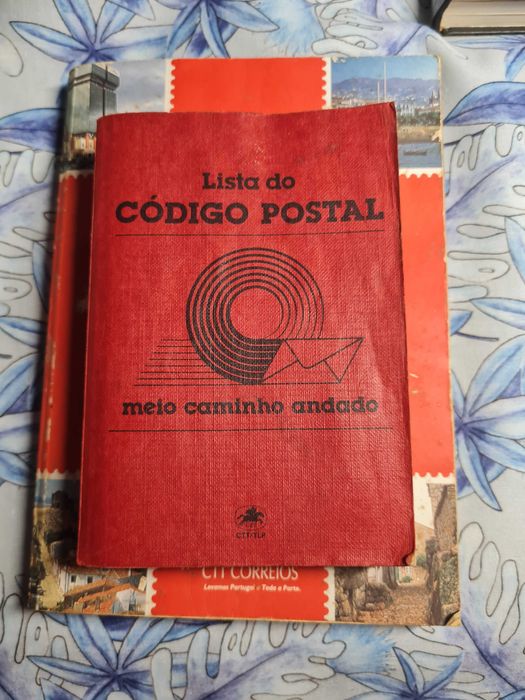 Lista do
CÓDIGO POSTAL
meio caminho andado
CTT/TLP
CTT CORREIOS
Levamos Portugal a Toda a Parte.